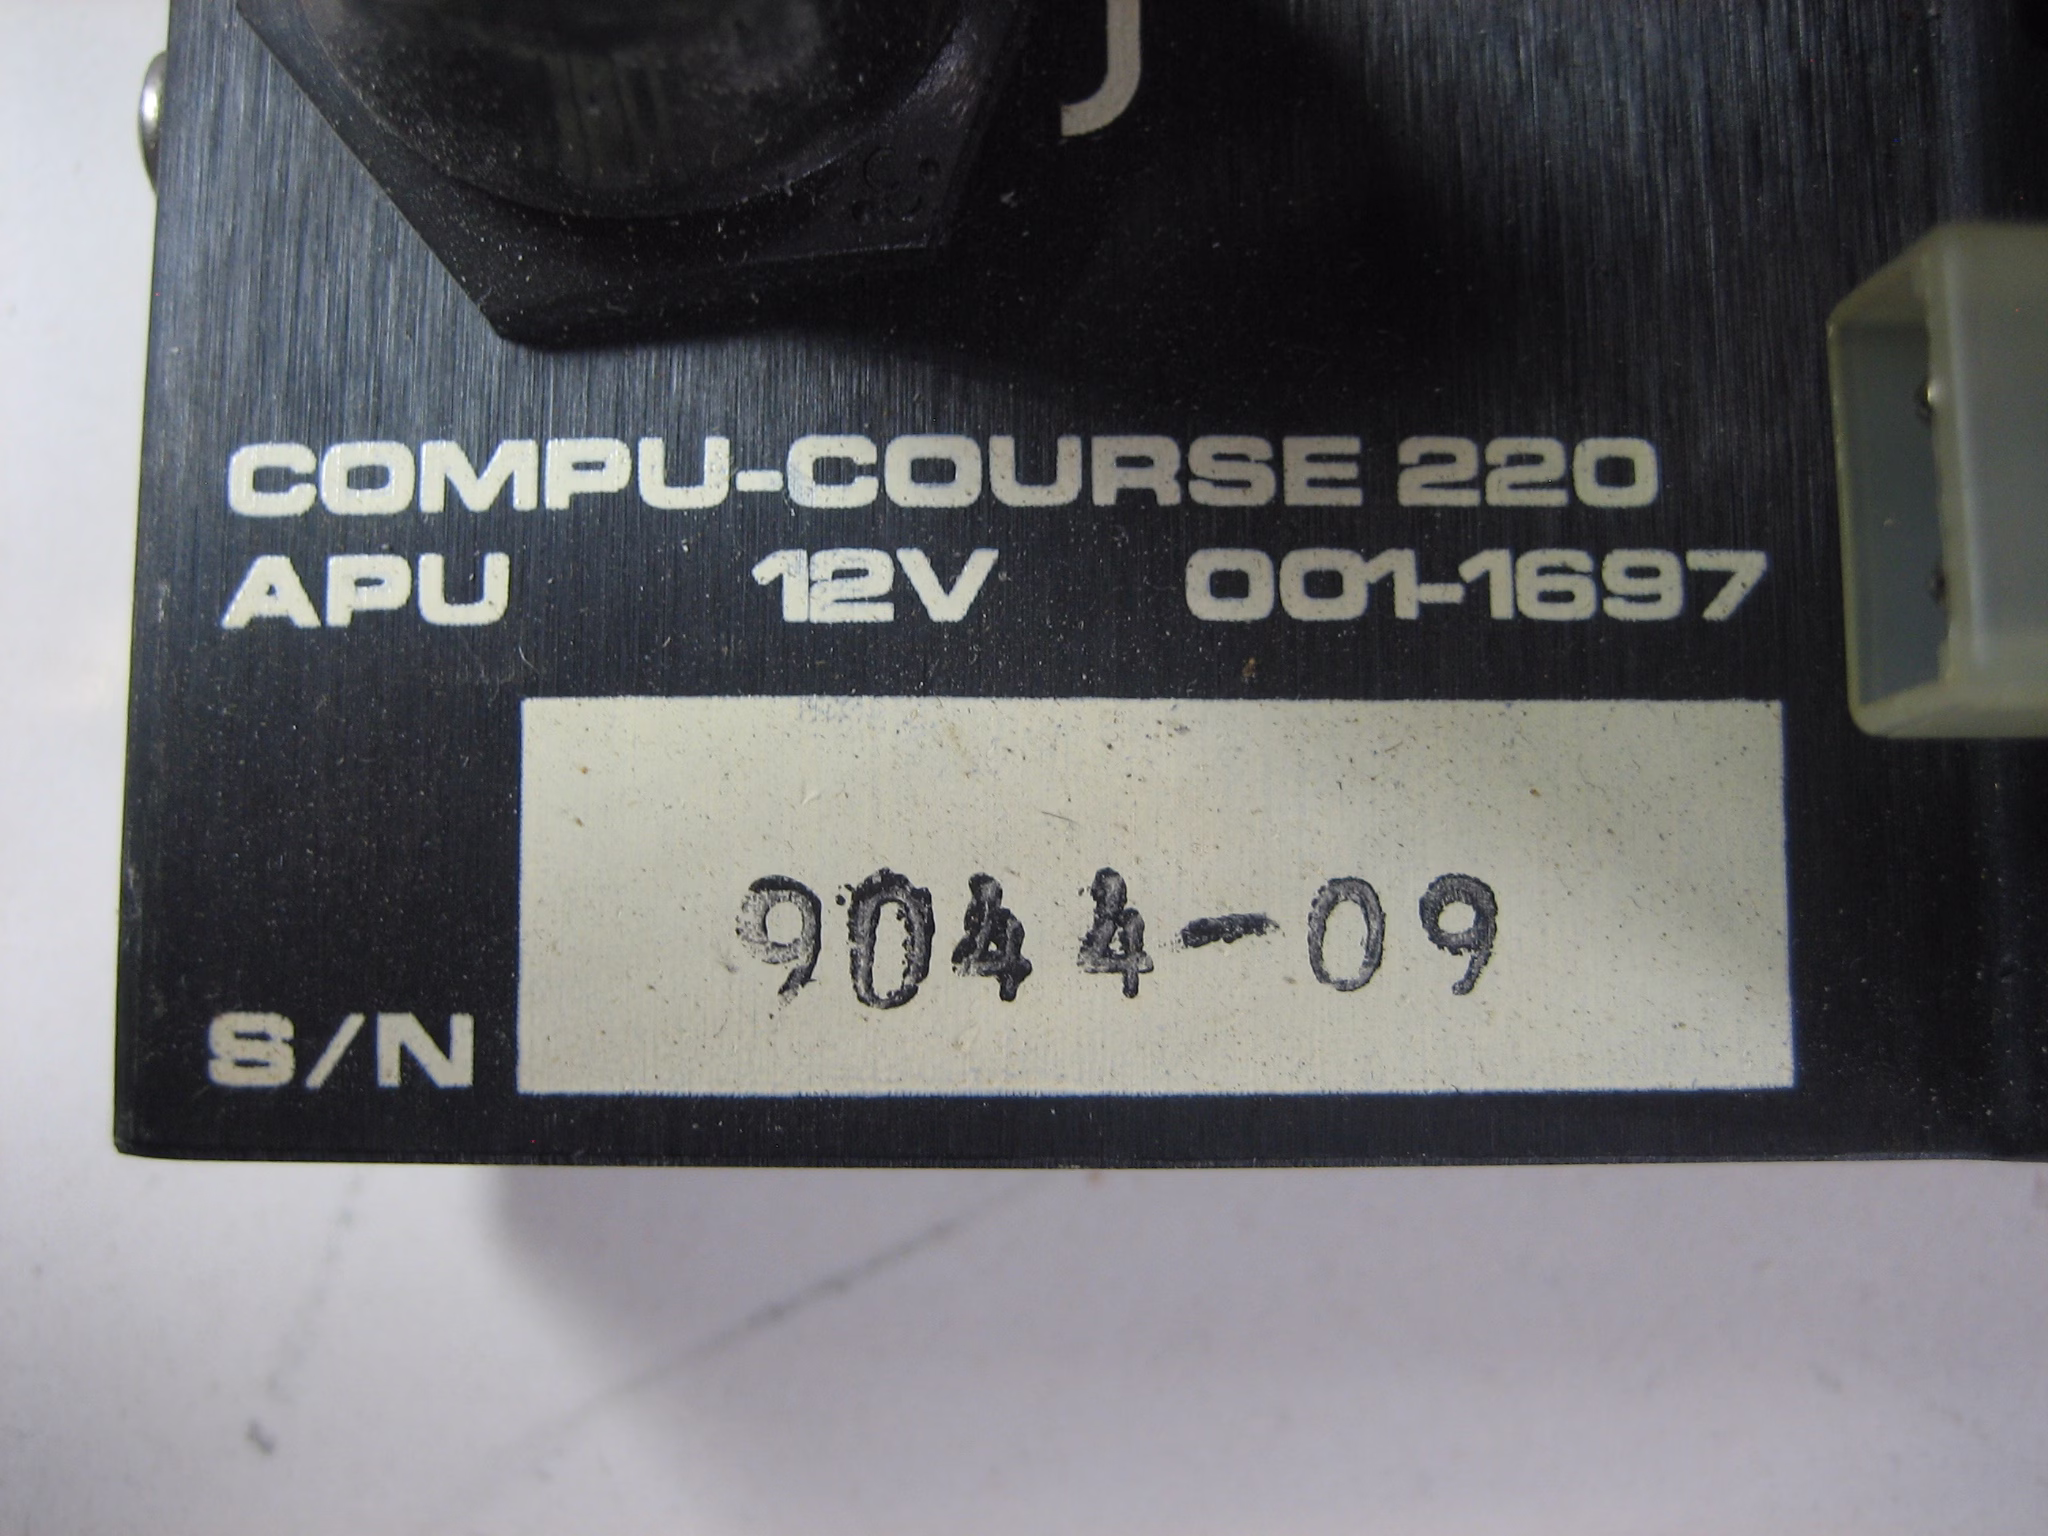 J
COMPU-COURSE 220
APU 12V 001-1697
9044-09
S/N